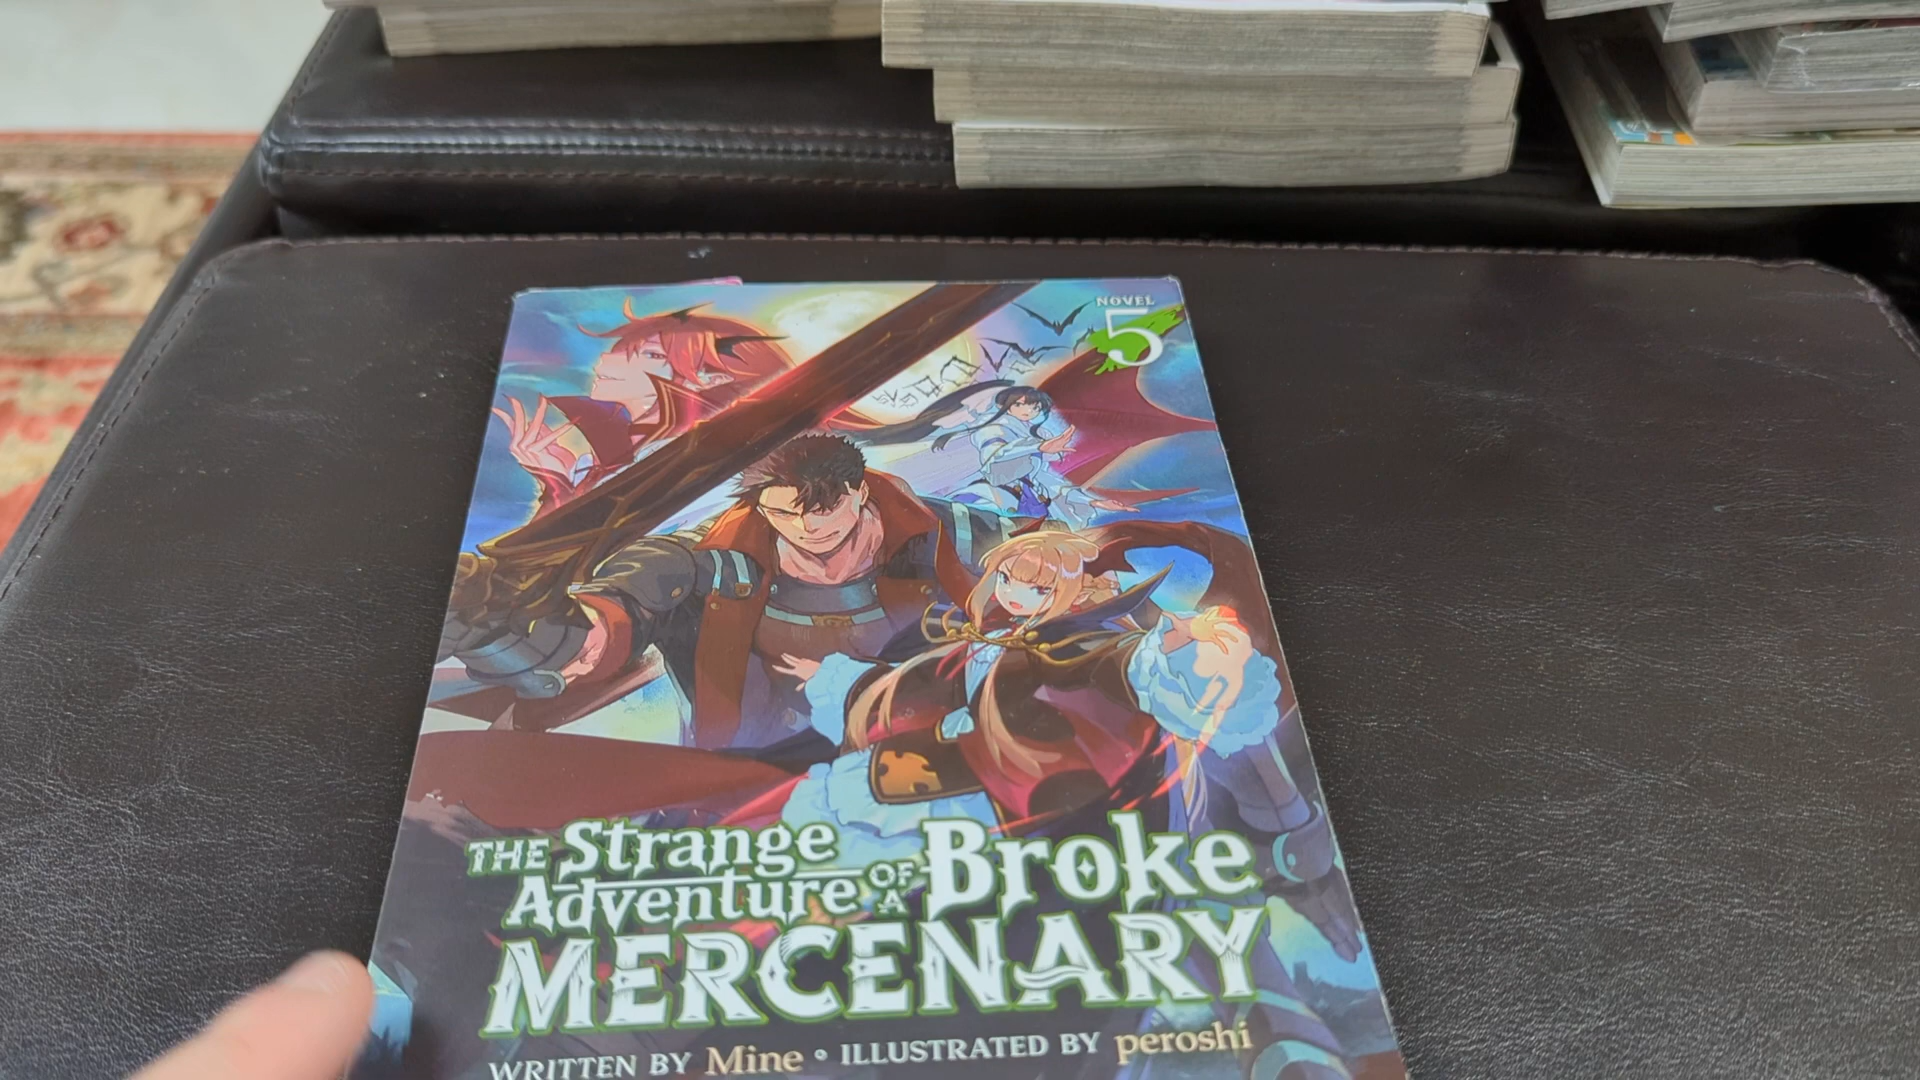 NOVEL
5
THE Strange
Adventure OF A Broke
MERCENARY
WRITTEN BY Mine • ILLUSTRATED BY peroshi